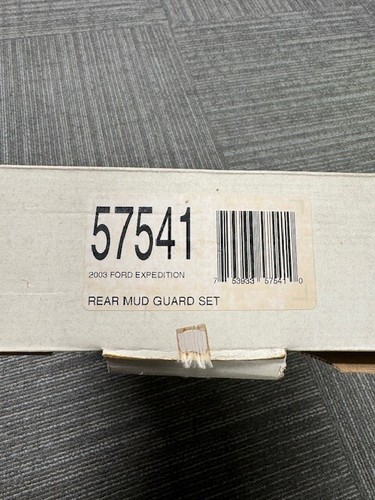 57541
2003 FORD EXPEDITION
7 53933 57541 0
REAR MUD GUARD SET